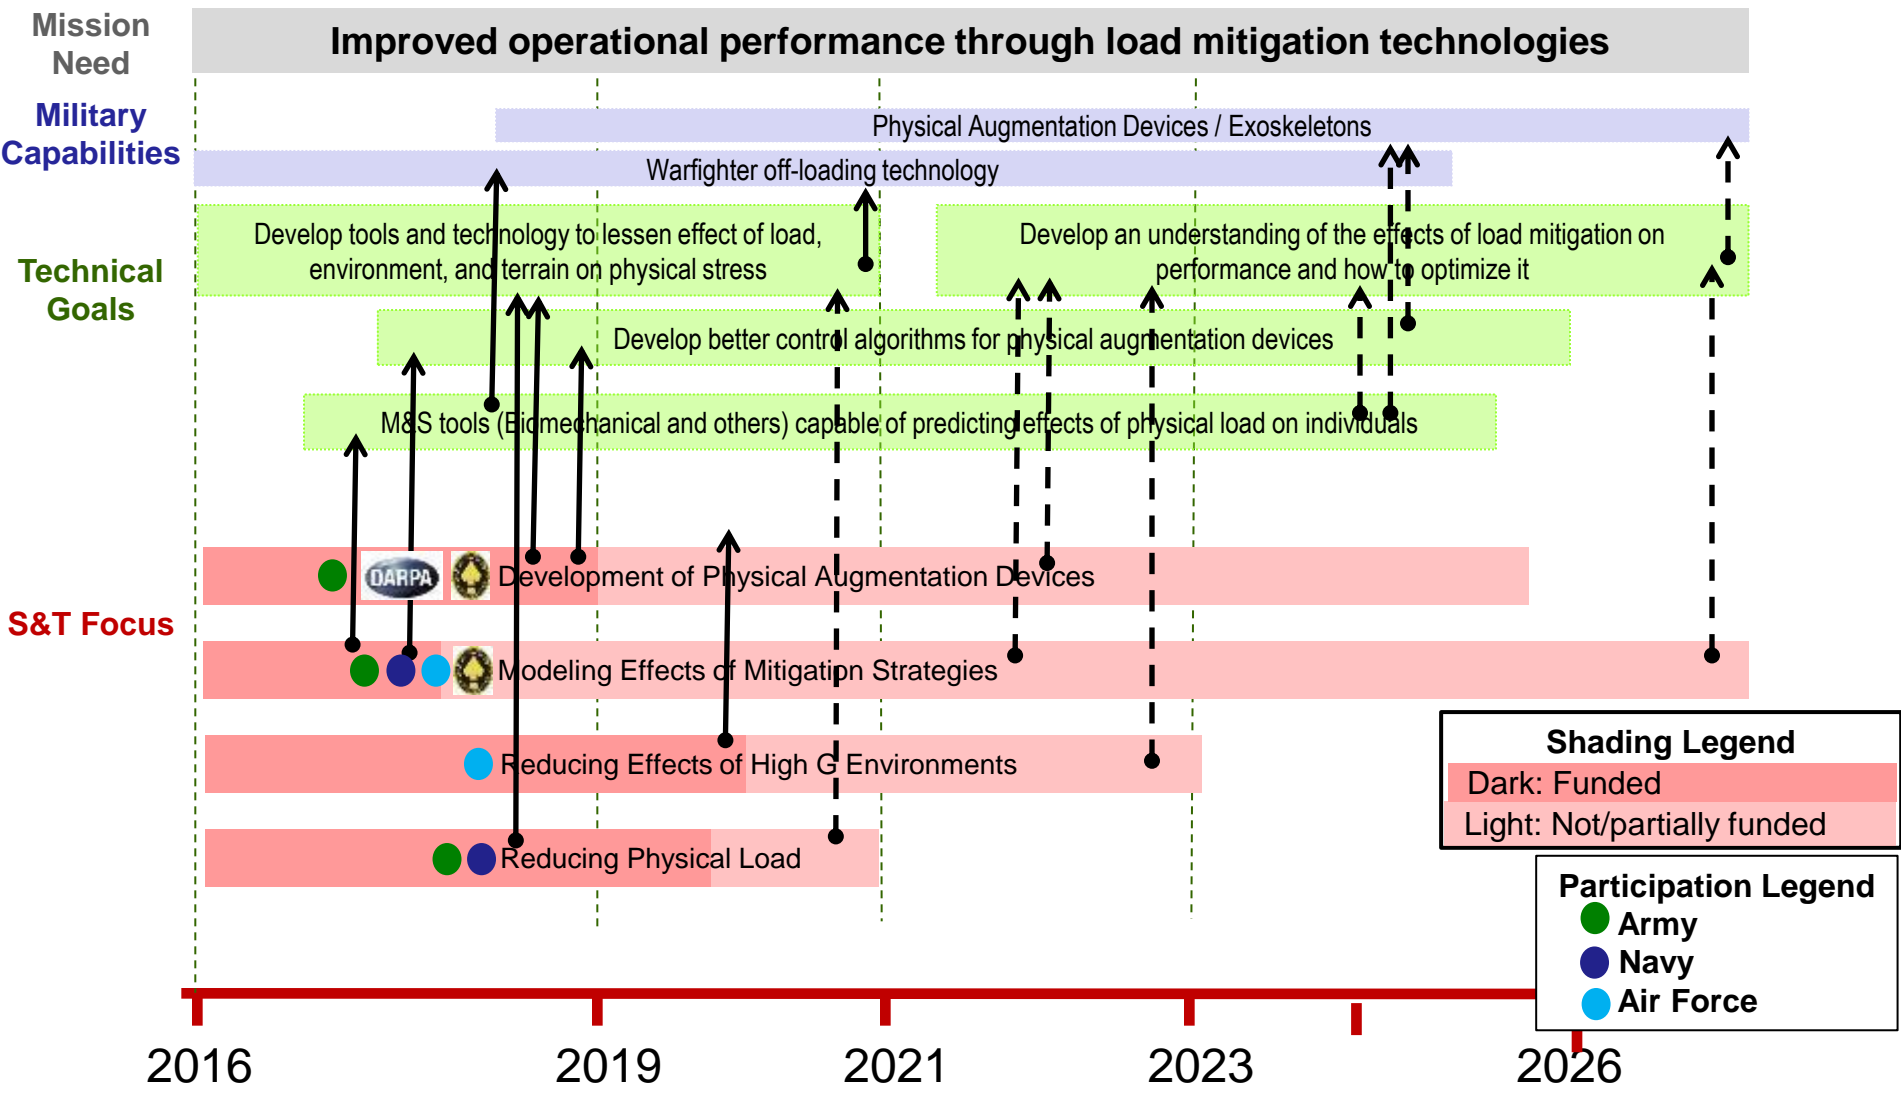 Mission
Need
Improved operational performance through load mitigation technologies
Military
Capabilities
Physical Augmentation Devices / Exoskeletons
Warfighter off-loading technology
Technical
Goals
Develop tools and technology to lessen effect of load,
environment, and terrain on physical stress
Develop an understanding of the effects of load mitigation on
performance and how to optimize it
Develop better control algorithms for physical augmentation devices
M&S tools (Biomechanical and others) capable of predicting effects of physical load on individuals
S&T Focus
DARPA
Development of Physical Augmentation Devices
Modeling Effects of Mitigation Strategies
Reducing Effects of High G Environments
Reducing Physical Load
Shading Legend
Dark: Funded
Light: Not/partially funded
Participation Legend
Army
Navy
Air Force
2016
2019
2021
2023
2026